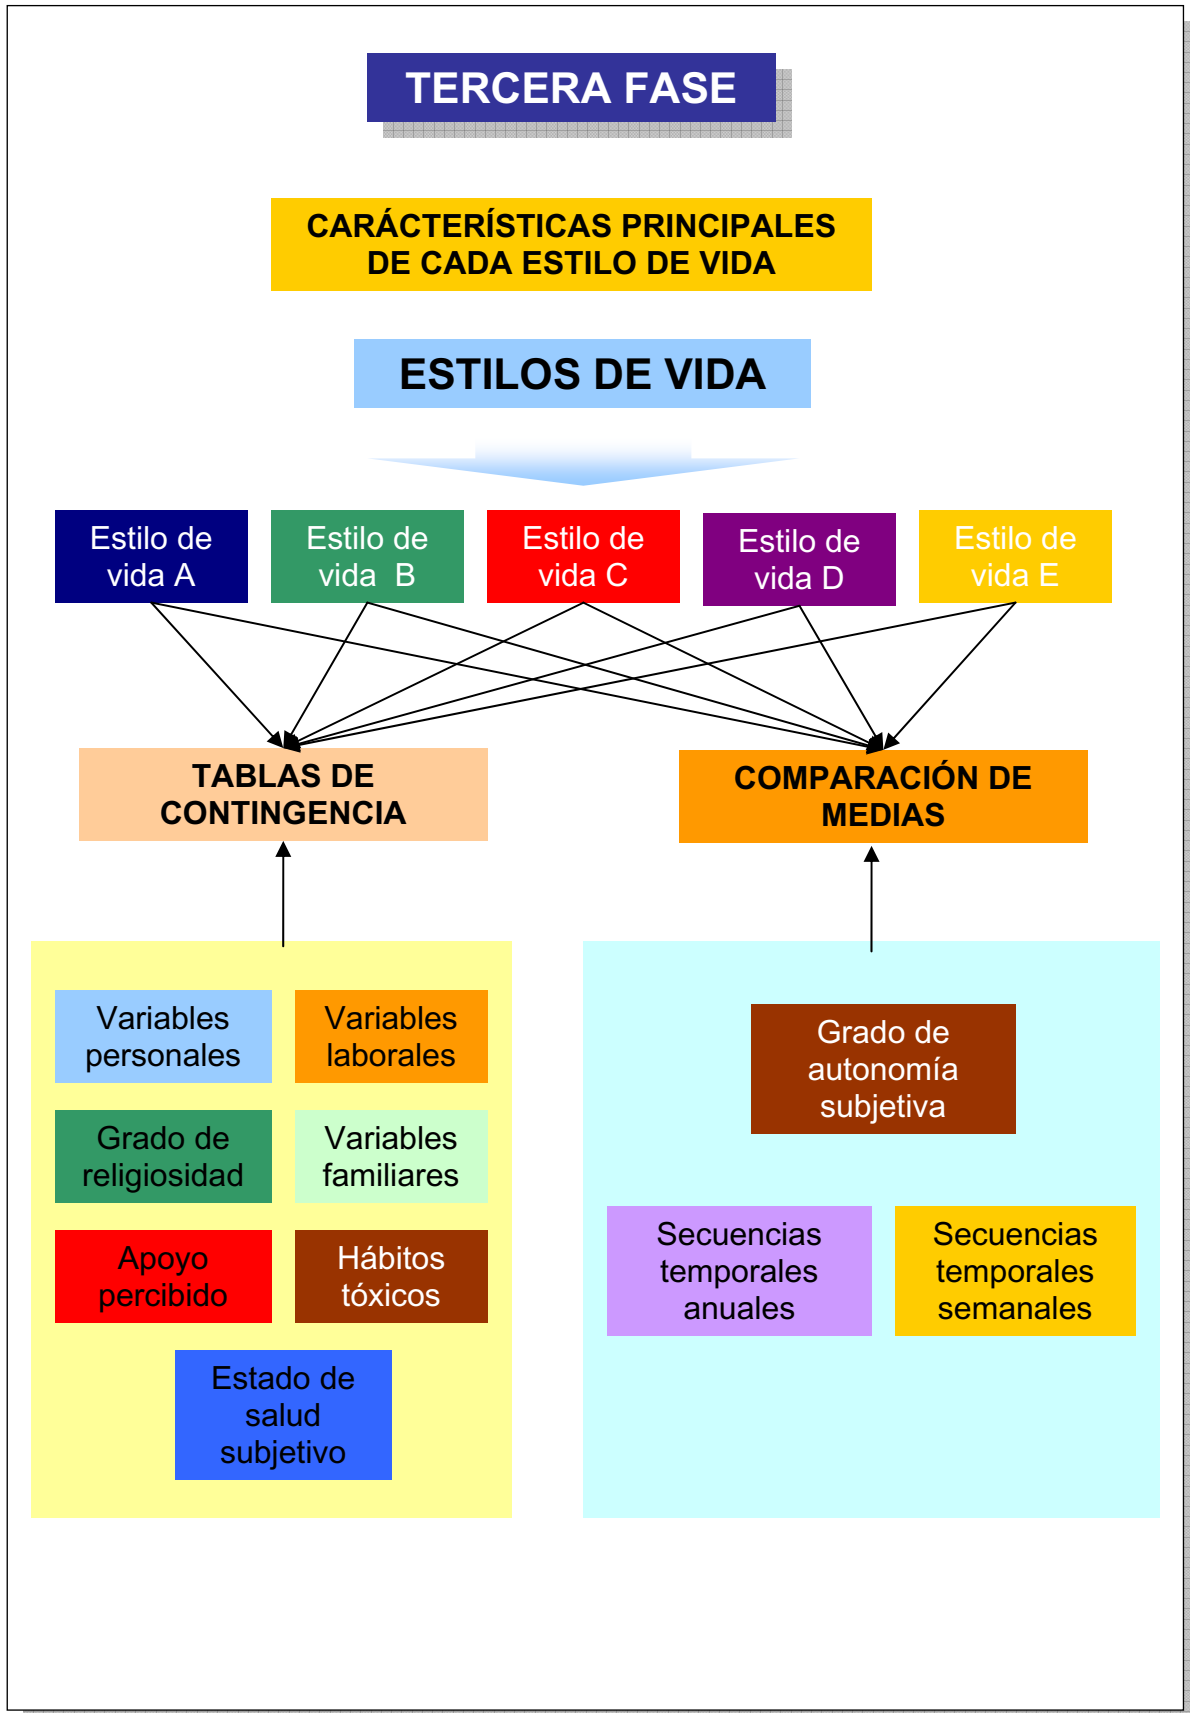 TERCERA FASE
CARÁCTERÍSTICAS PRINCIPALES
DE CADA ESTILO DE VIDA
ESTILOS DE VIDA
Estilo de
vida A
Estilo de
vida  B
Estilo de
vida C
Estilo de
vida D
Estilo de
vida E
TABLAS DE
CONTINGENCIA
COMPARACIÓN DE
MEDIAS
Variables
personales
Variables
laborales
Grado de
religiosidad
Variables
familiares
Apoyo
percibido
Hábitos
tóxicos
Estado de
salud
subjetivo
Grado de
autonomía
subjetiva
Secuencias
temporales
anuales
Secuencias
temporales
semanales